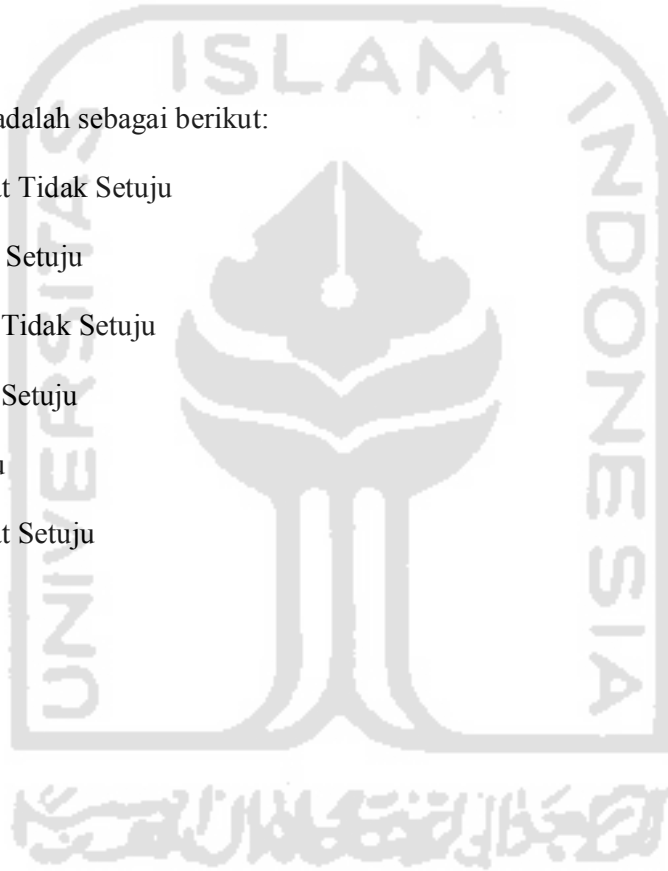 ISLAM
UNIVERSITAS
INDONESIA
adalah sebagai berikut:
t Tidak Setuju
Setuju
Tidak Setuju
Setuju
u
t Setuju